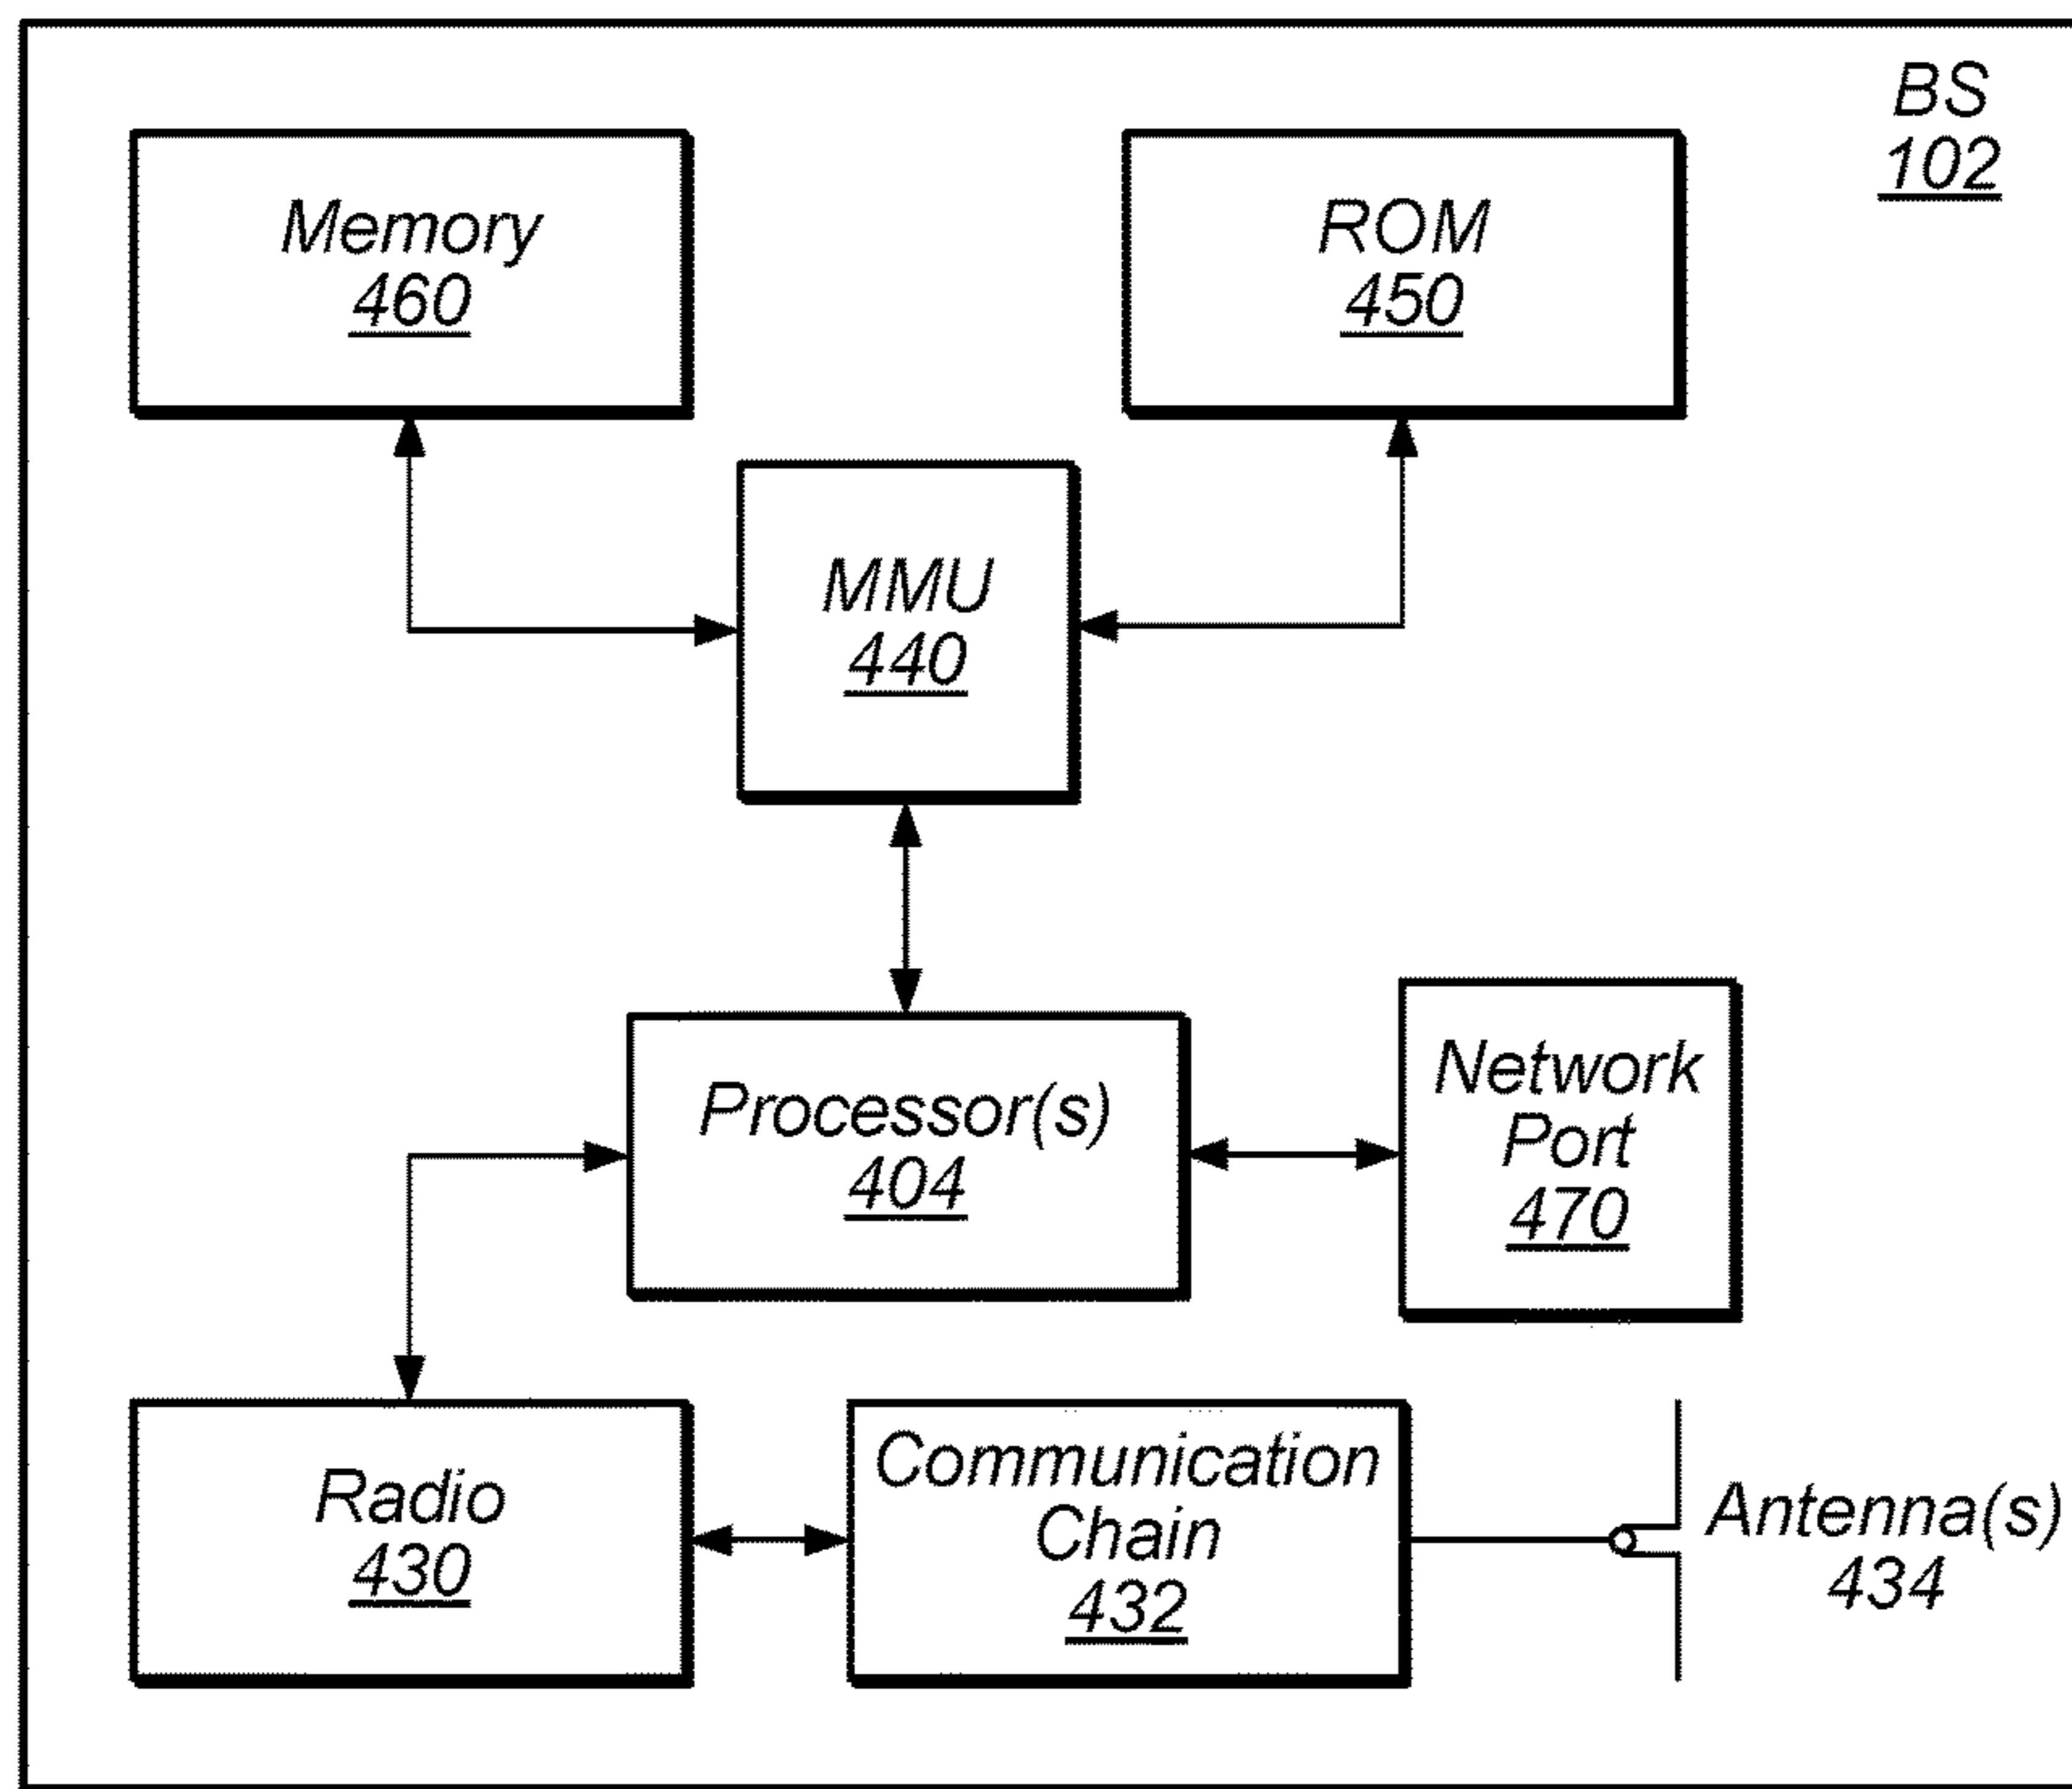 BS
102
Memory
460
ROM
450
MMU
440
Processor(s)
404
Network
Port
470
Radio
430
Communication
Chain
432
Antenna(s)
434